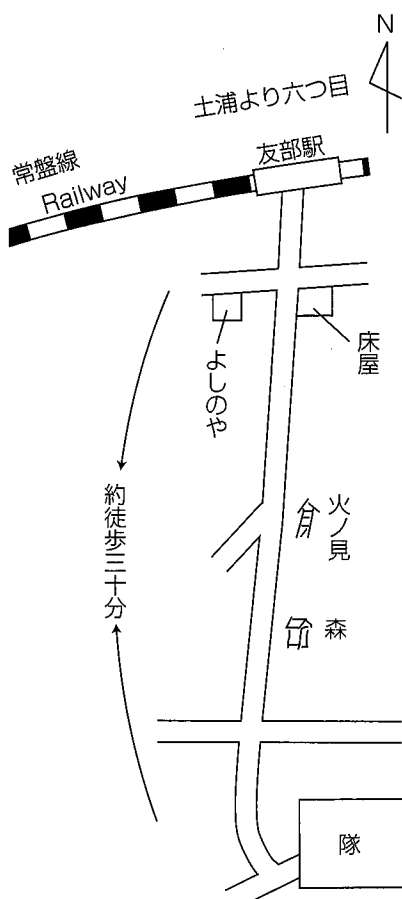 N
土浦より六つ目
友部駅
常盤線
Railway
床屋
よしのや
火ノ見
約徒歩三十分
森
隊